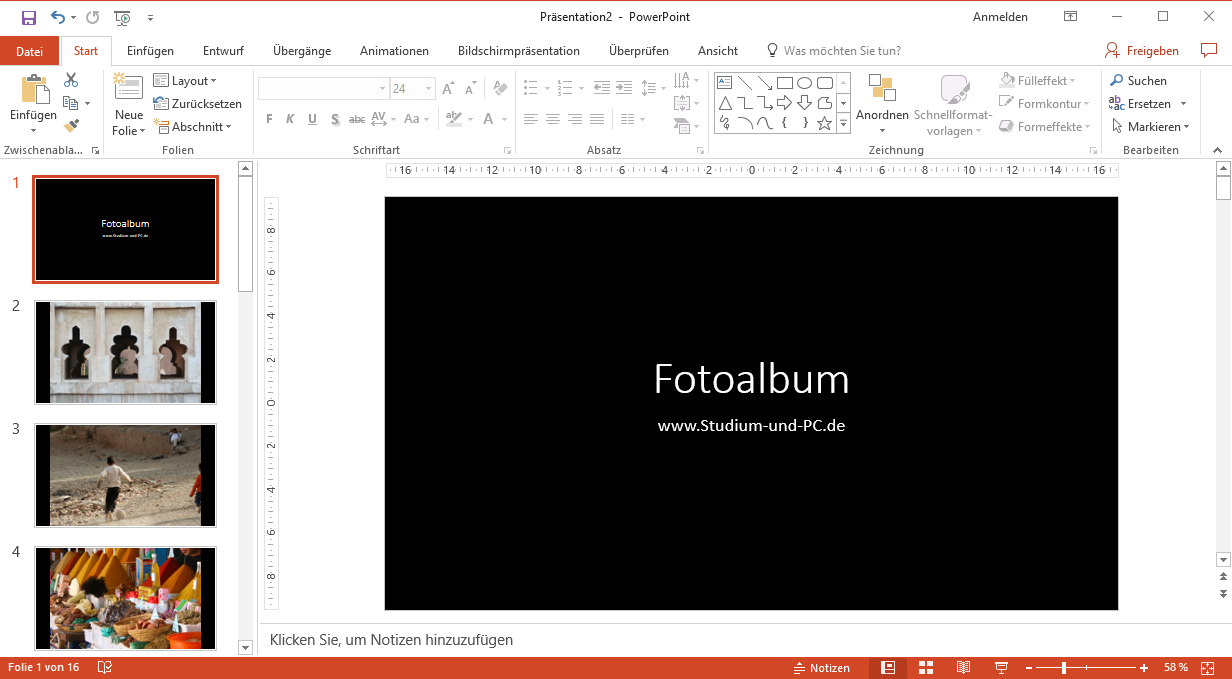 Präsentation2 - PowerPoint
Anmelden
Datei Start Einfügen Entwurf Übergänge Animationen Bildschirmpräsentation Überprüfen Ansicht Was möchten Sie tun? Freigeben
Einfügen
Neue
Folie
Layout
Zurücksetzen
Abschnitt
24
F K U S abc AV Aa A
Anordnen
Schnellformat-
vorlagen
Fülleffekt
Formkontur
Formeffekte
Suchen
Ersetzen
Markieren
Zwischenabla... Folien Schriftart Absatz Zeichnung Bearbeiten
16 14 12 10 8 6 4 2 0 2 4 6 8 10 12 14 16
8
6
4
2
0
2
4
6
8
1
Fotoalbum
www.Studium-und-PC.de
2
3
4
Fotoalbum
www.Studium-und-PC.de
Klicken Sie, um Notizen hinzuzufügen
Folie 1 von 16
Notizen
58 %